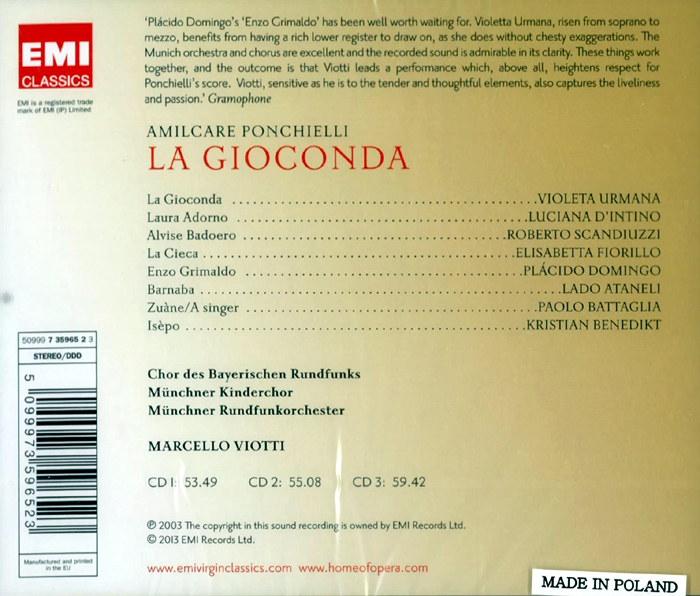 EMI
CLASSICS
EMI is a registered trade
mark of EMI (IP) Limited
'Plácido Domingo's 'Enzo Grimaldo' has been well worth waiting for. Violetta Urmana, risen from soprano to
mezzo, benefits from having a rich lower register to draw on, as she does without chesty exaggerations. The
Munich orchestra and chorus are excellent and the recorded sound is admirable in its clarity. These things work
together, and the outcome is that Viotti leads a performance which, above all, heightens respect for
Ponchielli's score. Viotti, sensitive as he is to the tender and thoughtful elements, also captures the liveliness
and passion.' Gramophone
AMILCARE PONCHIELLI
LA GIOCONDA
La Gioconda ........ VIOLETA URMANA
Laura Adorno ........ LUCIANA D'INTINO
Alvise Badoero ........ ROBERTO SCANDIUZZI
La Cieca ........ ELISABETTA FIORILLO
Enzo Grimaldo ........ PLÁCIDO DOMINGO
Barnaba ........ LADO ATANELI
Zuàne/A singer ........ PAOLO BATTAGLIA
Isèpo ........ KRISTIAN BENEDIKT
50999 7 35965 2 3
STEREO/DDD
5 099973 596523
Manufactured and printed
in the EU
Chor des Bayerischen Rundfunks
Münchner Kinderchor
Münchner Rundfunkorchester
MARCELLO VIOTTI
CD 1: 53.49 CD 2: 55.08 CD 3: 59.42
℗ 2003 The copyright in this sound recording is owned by EMI Records Ltd.
© 2013 EMI Records Ltd.
www.emivirginclassics.com www.homeofopera.com
MADE IN POLAND